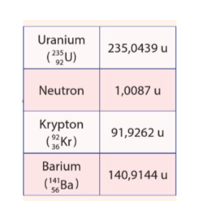 Uranium
(²³⁵₉₂U)
235,0439 u
Neutron
1,0087 u
Krypton
(⁹²₃₆Kr)
91,9262 u
Barium
(¹⁴¹₅₆Ba)
140,9144 u